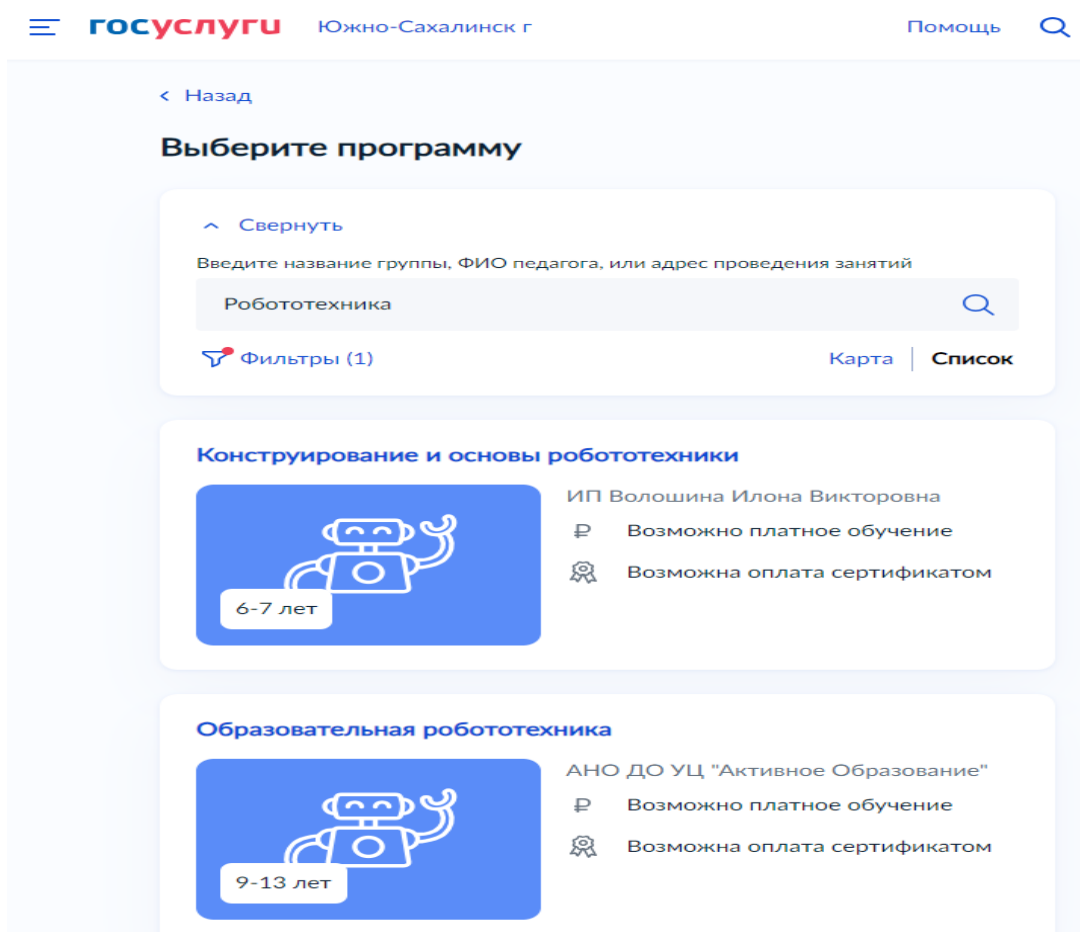 госуслуги Южно-Сахалинск г Помощь
Назад
Выберите программу
Свернуть
Введите название группы, ФИО педагога, или адрес проведения занятий
Робототехника
Фильтры (1) Карта Список
Конструирование и основы робототехники
ИП Волошина Илона Викторовна
₽ Возможно платное обучение
Возможна оплата сертификатом
6-7 лет
Образовательная робототехника
АНО ДО УЦ "Активное Образование"
₽ Возможно платное обучение
Возможна оплата сертификатом
9-13 лет